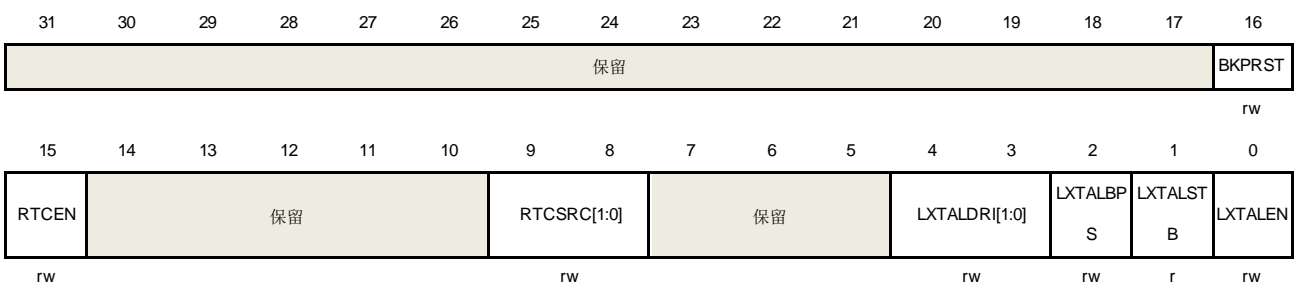 31 30 29 28 27 26 25 24 23 22 21 20 19 18 17 16
保留 BKPRST
rw
15 14 13 12 11 10 9 8 7 6 5 4 3 2 1 0
RTCEN 保留 RTCSRC[1:0] 保留 LXTALDRI[1:0] LXTALBP LXTALST LXTALEN
S B
rw rw rw rw r rw